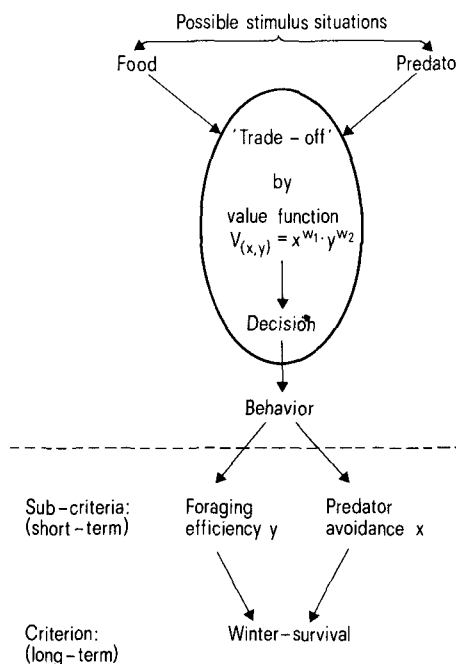 Possible stimulus situations
Food Predato
'Trade - off'
by
value function
V(x,y) = x^w1 · y^w2
Decision
Behavior
Sub-criteria: Foraging Predator
(short-term) efficiency y avoidance x
Criterion: Winter-survival
(long-term)